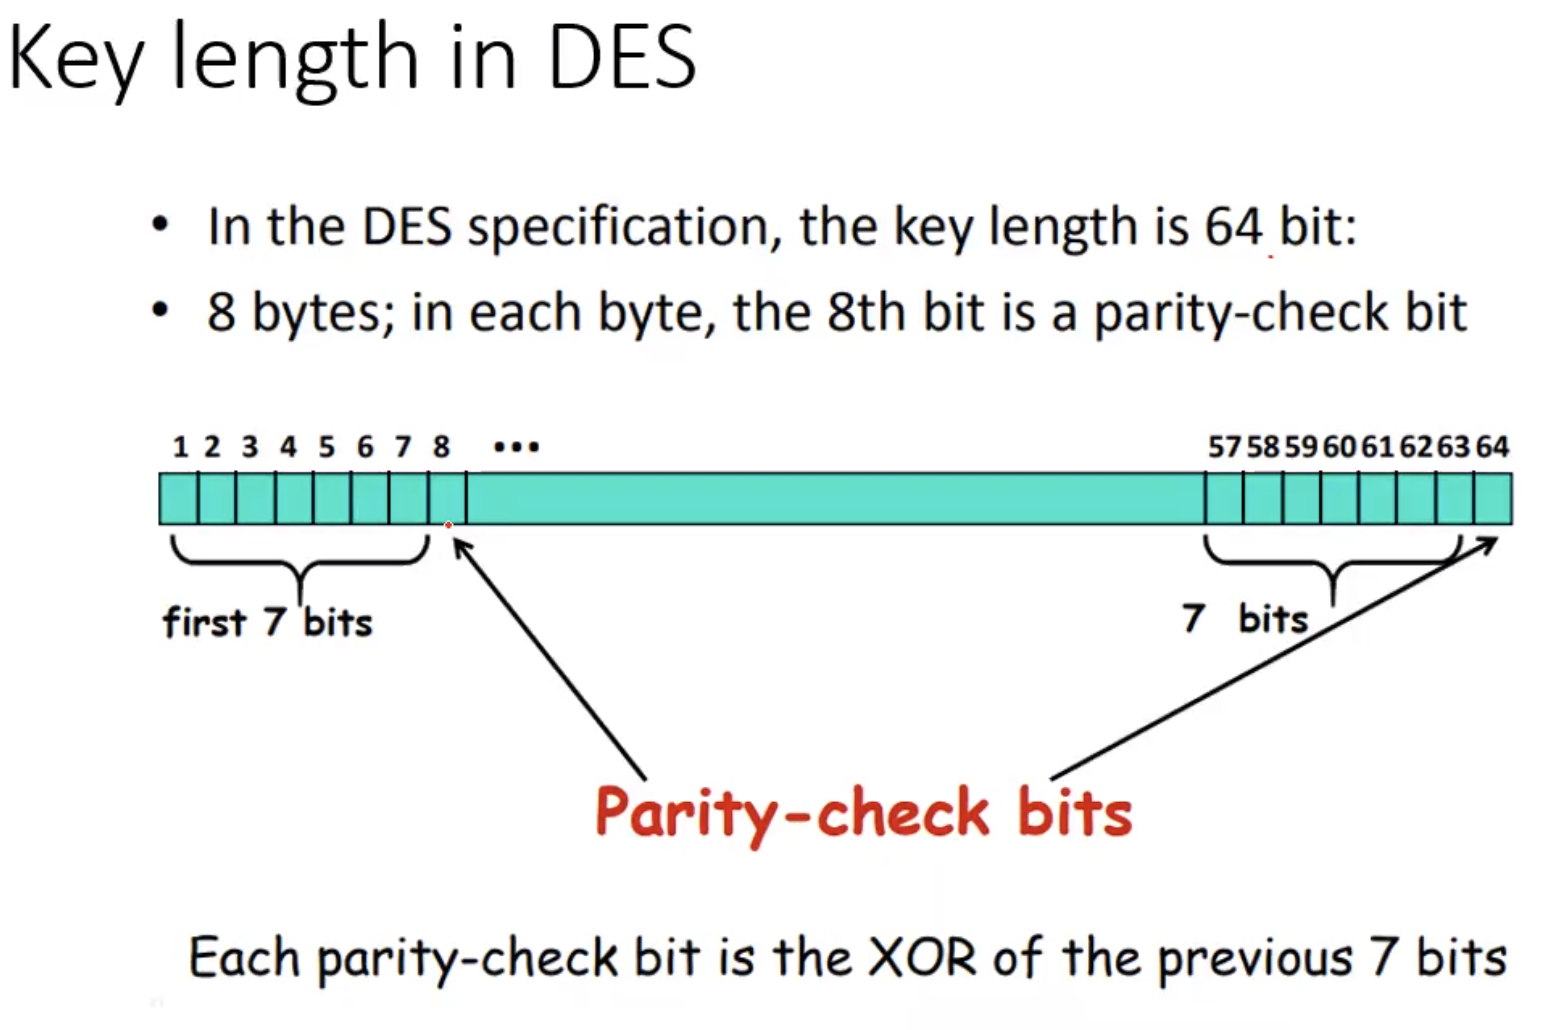 Key length in DES
• In the DES specification, the key length is 64 bit:
• 8 bytes; in each byte, the 8th bit is a parity-check bit
1 2 3 4 5 6 7 8 ••• 57 58 59 60 61 62 63 64
first 7 bits 7 bits
Parity-check bits
Each parity-check bit is the XOR of the previous 7 bits